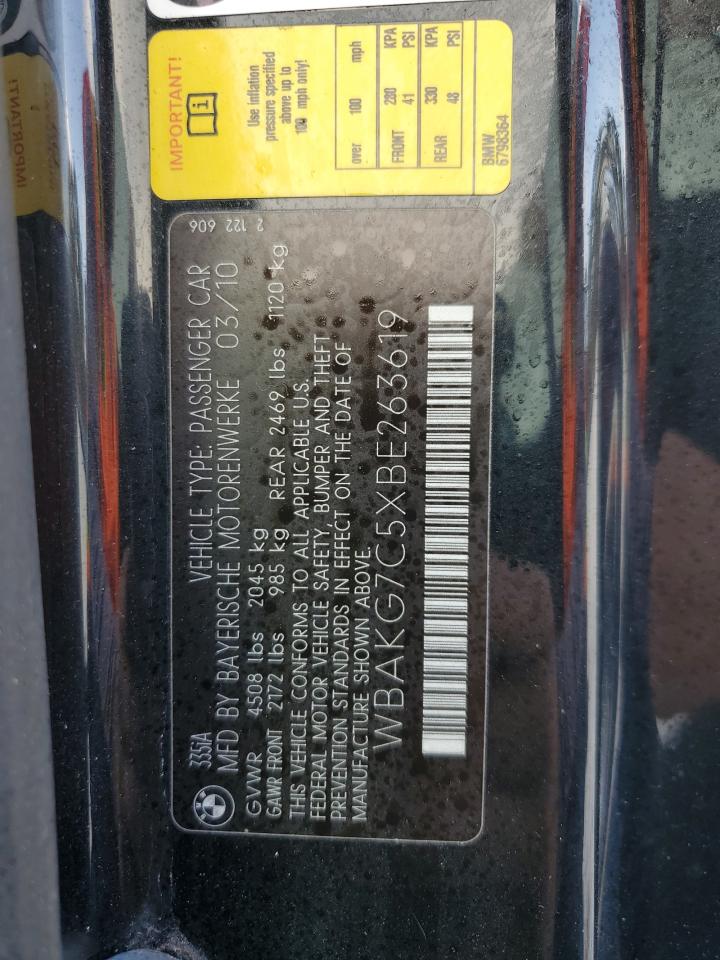 335iA VEHICLE TYPE: PASSENGER CAR
MFD BY BAYERISCHE MOTORENWERKE 03/10
GVWR 4508 lbs 2045 kg
GAWR FRONT 2172 lbs 985 kg REAR 2469 lbs 1120 kg
THIS VEHICLE CONFORMS TO ALL APPLICABLE U.S.
FEDERAL MOTOR VEHICLE SAFETY, BUMPER AND THEFT
PREVENTION STANDARDS IN EFFECT ON THE DATE OF
MANUFACTURE SHOWN ABOVE.
WBAKG7C5XBE263619
2 122 606
IMPORTANT!
i
Use inflation
pressure specified
above up to
100 mph only!
over 100 mph
FRONT 280 KPA
41 PSI
REAR 330 KPA
48 PSI
BMW
6798364
IMPORTANT!